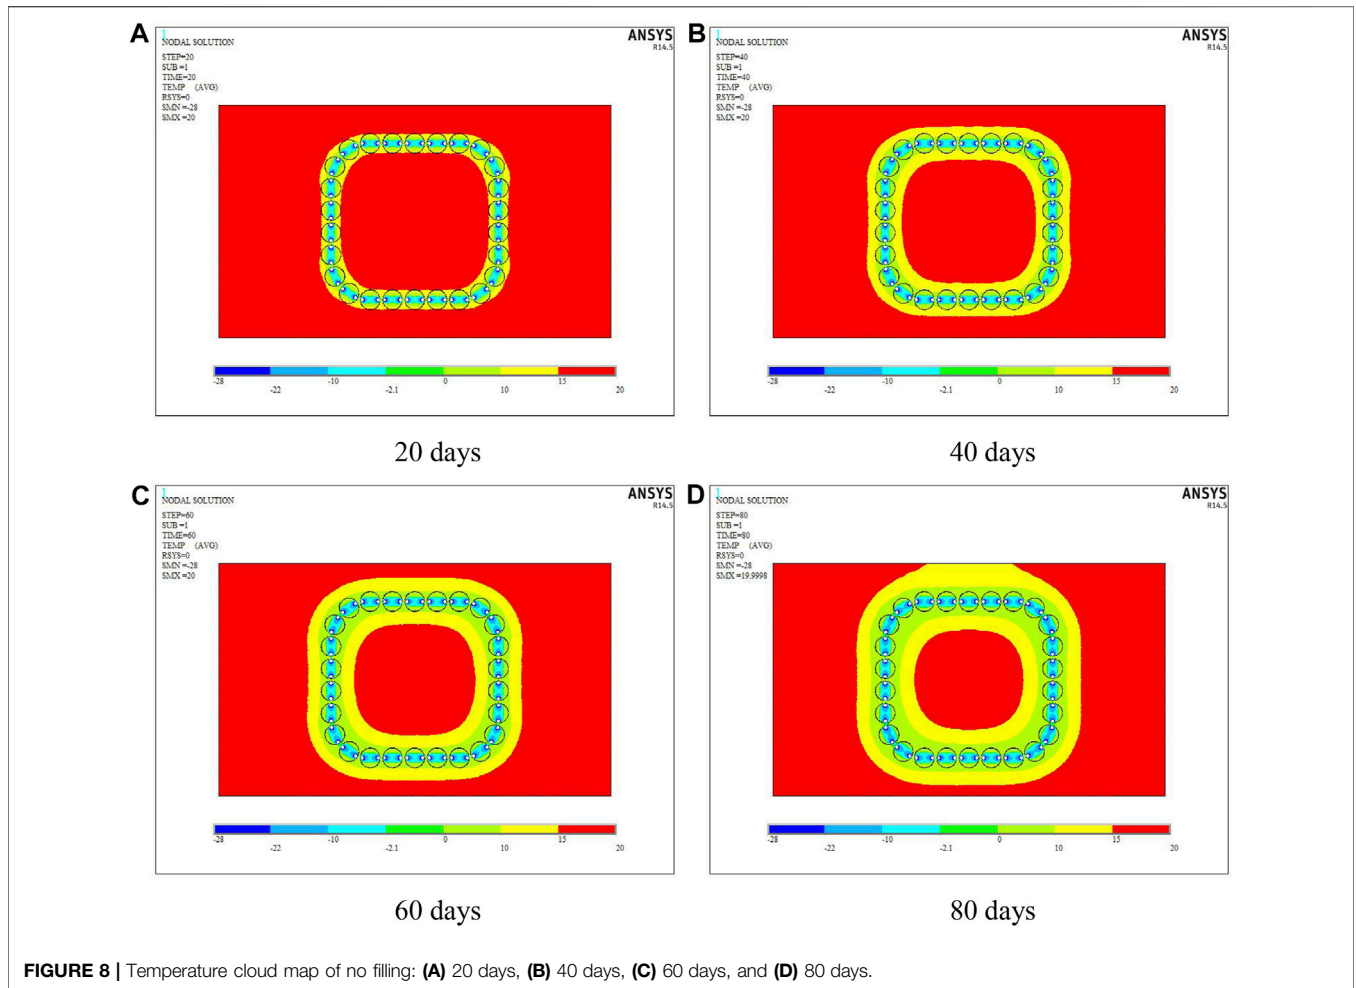 A
1
NODAL SOLUTION
STEP=20
SUB =1
TIME=20
TEMP (AVG)
RSYS=0
SMN =-28
SMX =20
ANSYS
R14.5
-28 -22 -10 -2.1 0 10 15 20
20 days
B
1
NODAL SOLUTION
STEP=40
SUB =1
TIME=40
TEMP (AVG)
RSYS=0
SMN =-28
SMX =20
ANSYS
R14.5
-28 -22 -10 -2.1 0 10 15 20
40 days
C
1
NODAL SOLUTION
STEP=60
SUB =1
TIME=60
TEMP (AVG)
RSYS=0
SMN =-28
SMX =20
ANSYS
R14.5
-28 -22 -10 -2.1 0 10 15 20
60 days
D
1
NODAL SOLUTION
STEP=80
SUB =1
TIME=80
TEMP (AVG)
RSYS=0
SMN =-28
SMX =19.9998
ANSYS
R14.5
-28 -22 -10 -2.1 0 10 15 20
80 days
FIGURE 8 | Temperature cloud map of no filling: (A) 20 days, (B) 40 days, (C) 60 days, and (D) 80 days.